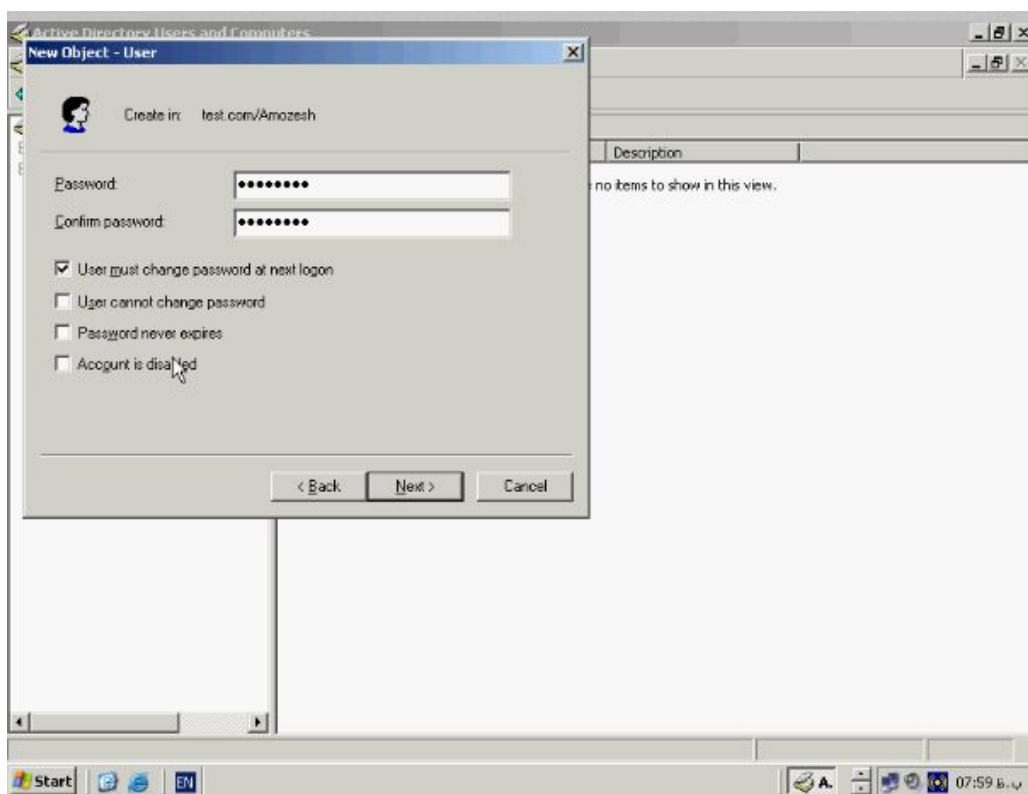 Active Directory Users and Computers
New Object - User
Create in: test.com/Amozesh
Description
Password:
no items to show in this view.
Confirm password:
User must change password at next logon
User cannot change password
Password never expires
Account is disabled
< Back
Next >
Cancel
Start
EN
A.
07:59 ب.ظ